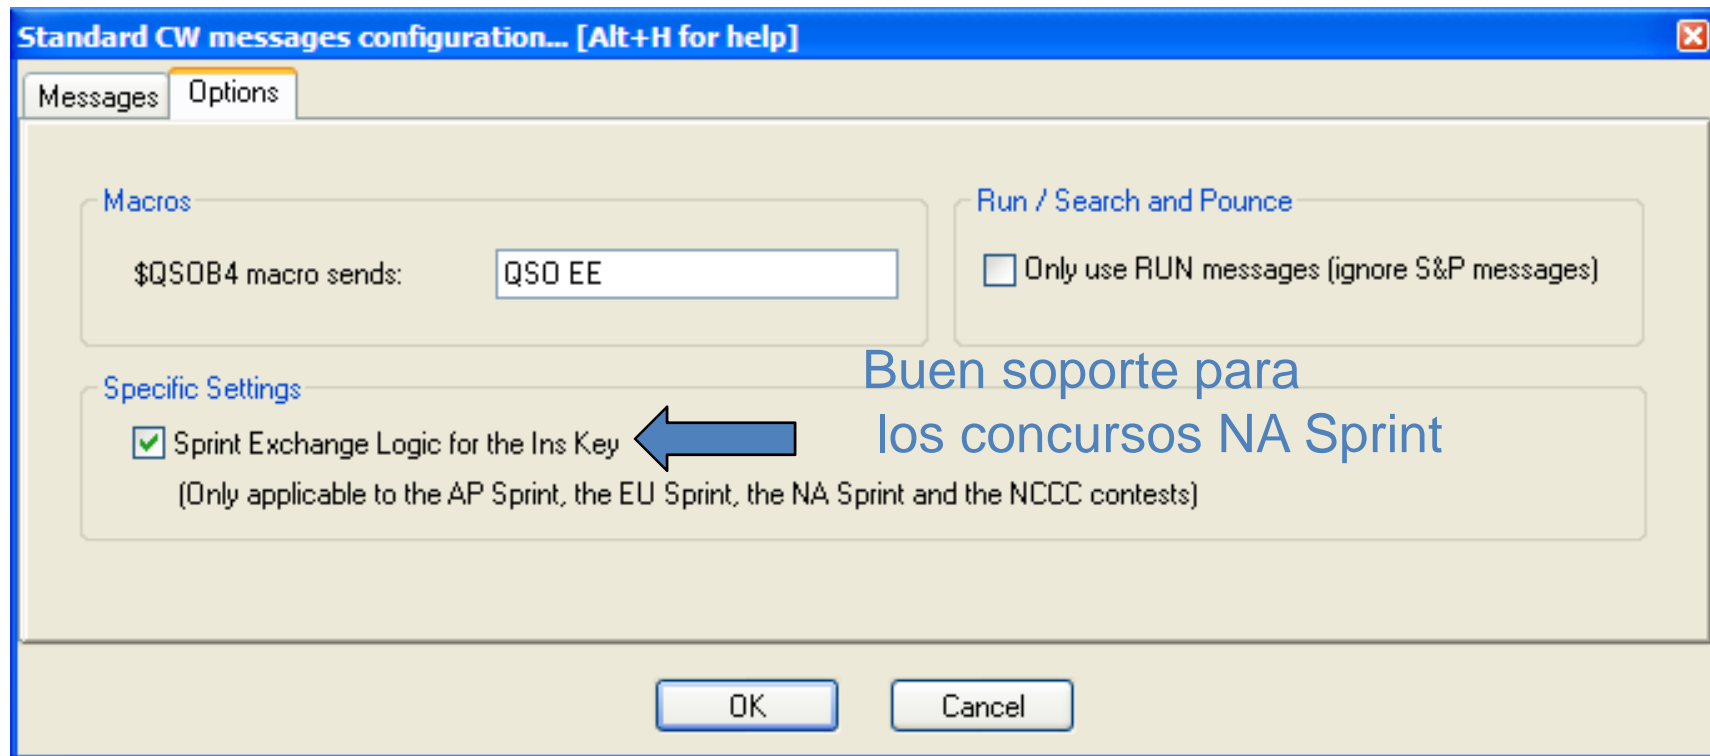 Standard CW messages configuration... [Alt+H for help]
Messages
Options
Macros
$QSOB4 macro sends:
QSO EE
Run / Search and Pounce
Only use RUN messages (ignore S&P messages)
Specific Settings
Sprint Exchange Logic for the Ins Key
(Only applicable to the AP Sprint, the EU Sprint, the NA Sprint and the NCCC contests)
Buen soporte para
los concursos NA Sprint
OK
Cancel